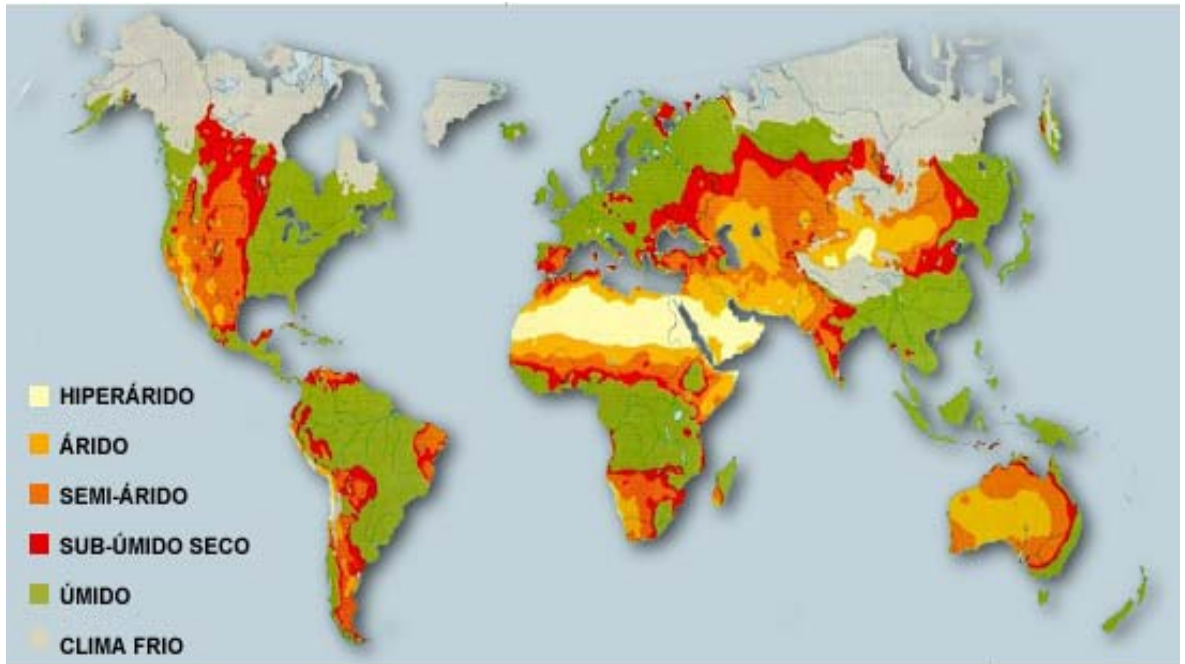 HIPERÁRIDO
ÁRIDO
SEMI-ÁRIDO
SUB-ÚMIDO SECO
ÚMIDO
CLIMA FRIO